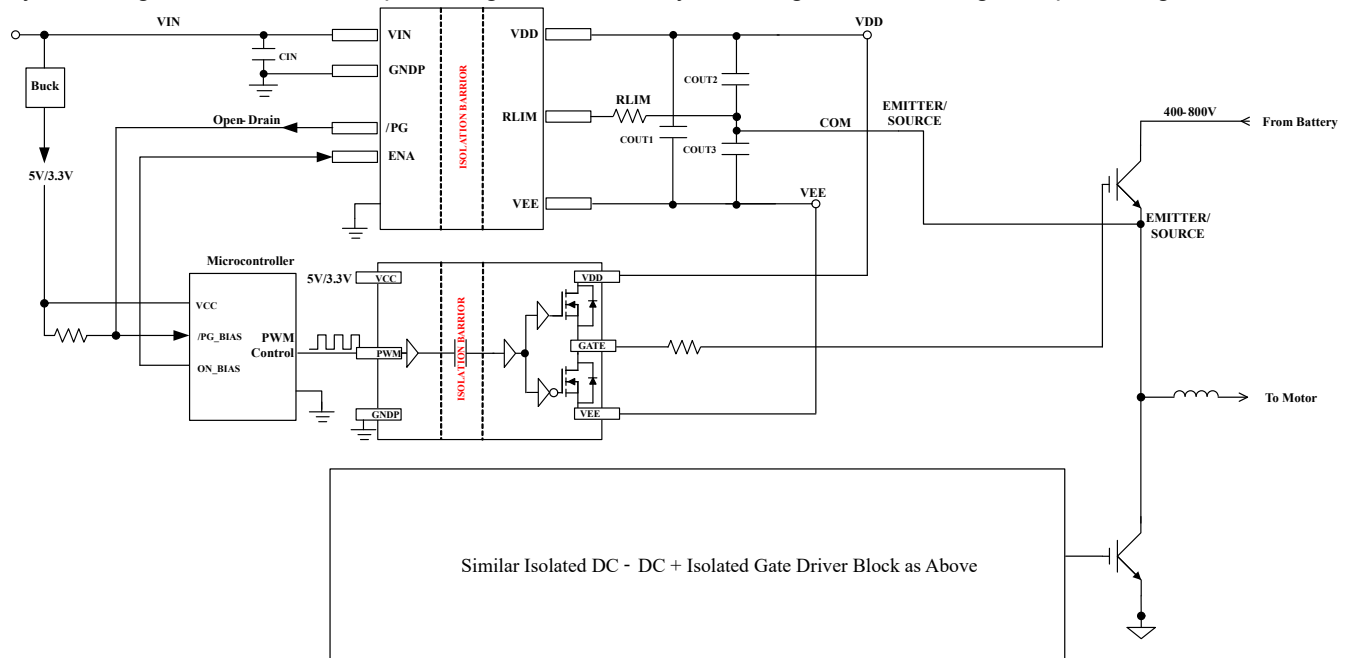 VIN
VDD
VIN
VDD
CIN
Buck
GNDP
COUT2
ISOLATION BARRIOR
RLIM
EMITTER/
SOURCE
400-800V
From Battery
Open-Drain
/PG
RLIM
COM
COUT1
COUT3
ENA
5V/3.3V
VEE
VEE
EMITTER/
SOURCE
Microcontroller
5V/3.3V
VCC
VDD
ISOLATION BARRIOR
VCC
/PG_BIAS
PWM
Control
PWM
GATE
ON_BIAS
To Motor
GNDP
VEE
Similar Isolated DC - DC + Isolated Gate Driver Block as Above